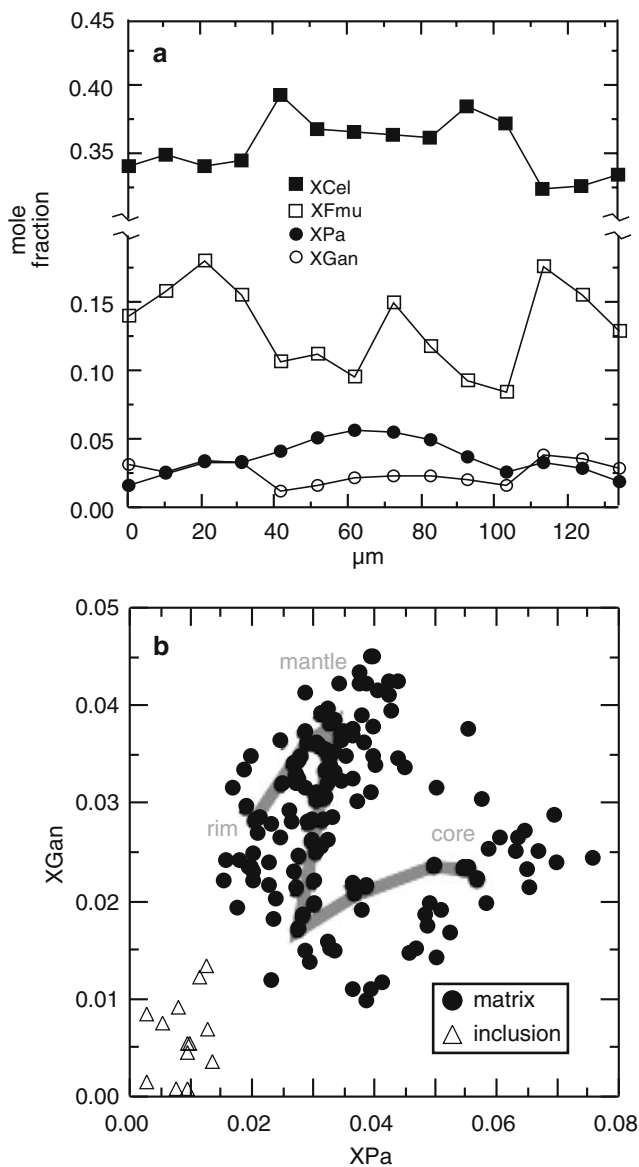 0.45
a
0.40
0.35
XCel
XFmu
XPa
XGan
mole
fraction
0.15
0.10
0.05
0.00
0 20 40 60 80 100 120
µm
0.05
b
mantle
0.04
0.03
rim
core
XGan
0.02
0.01
matrix
inclusion
0.00
0.00 0.02 0.04 0.06 0.08
XPa